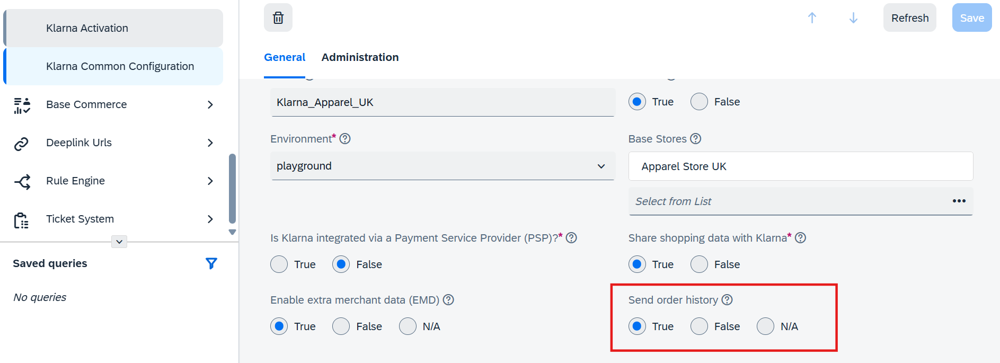 Klarna Activation
Klarna Common Configuration
Base Commerce
Deeplink Urls
Rule Engine
Ticket System
Saved queries
No queries
Refresh
Save
General
Administration
Klarna_Apparel_UK
True False
Environment*
Base Stores
playground
Apparel Store UK
Select from List
Is Klarna integrated via a Payment Service Provider (PSP)?*
Share shopping data with Klarna*
True False
True False
Enable extra merchant data (EMD)
Send order history
True False N/A
True False N/A